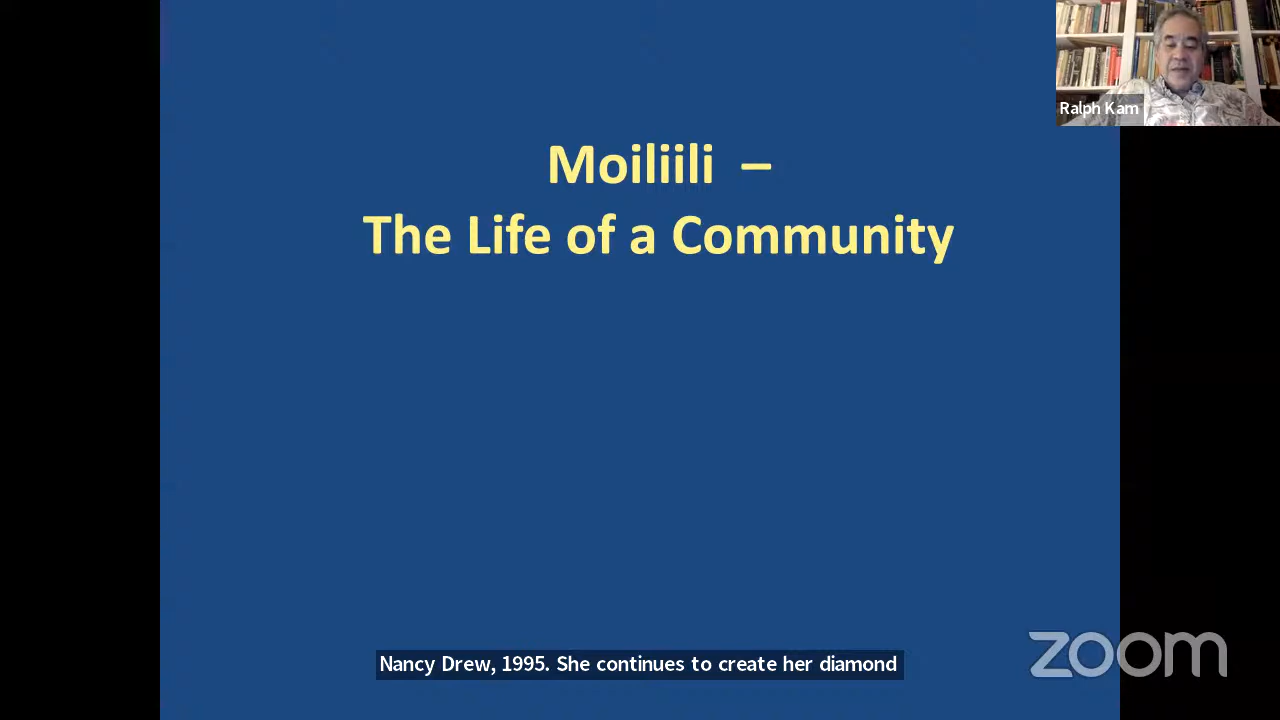 Ralph Kam
Moiliili –
The Life of a Community
Nancy Drew, 1995. She continues to create her diamond
zoom